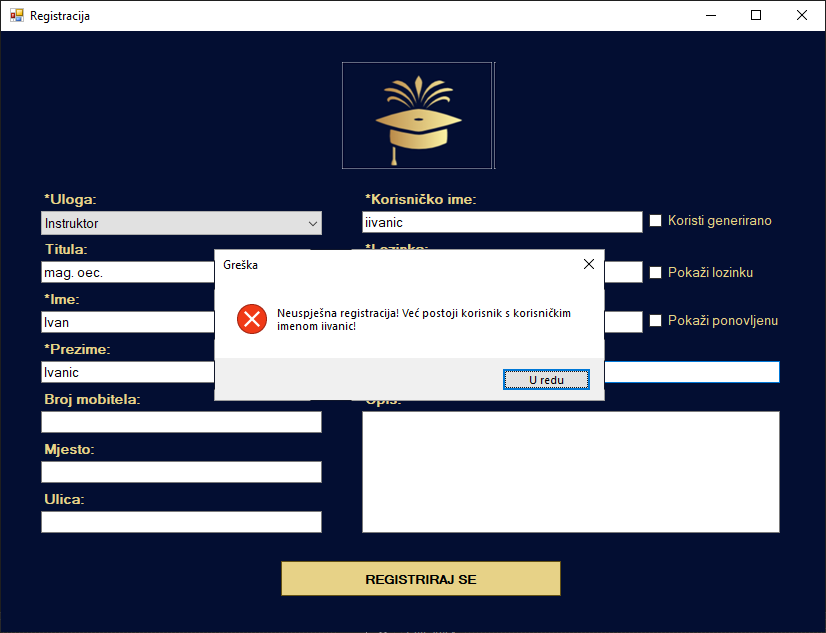 Registracija
*Uloga:
Instruktor
Titula:
mag. oec.
*Ime:
Ivan
*Prezime:
Ivanic
Broj mobitela:
Mjesto:
Ulica:
*Korisničko ime:
iivanic
Koristi generirano
*Lozinka:
Pokaži lozinku
Pokaži ponovljenu
Opis:
Greška
Neuspješna registracija! Već postoji korisnik s korisničkim
imenom iivanic!
U redu
REGISTRIRAJ SE